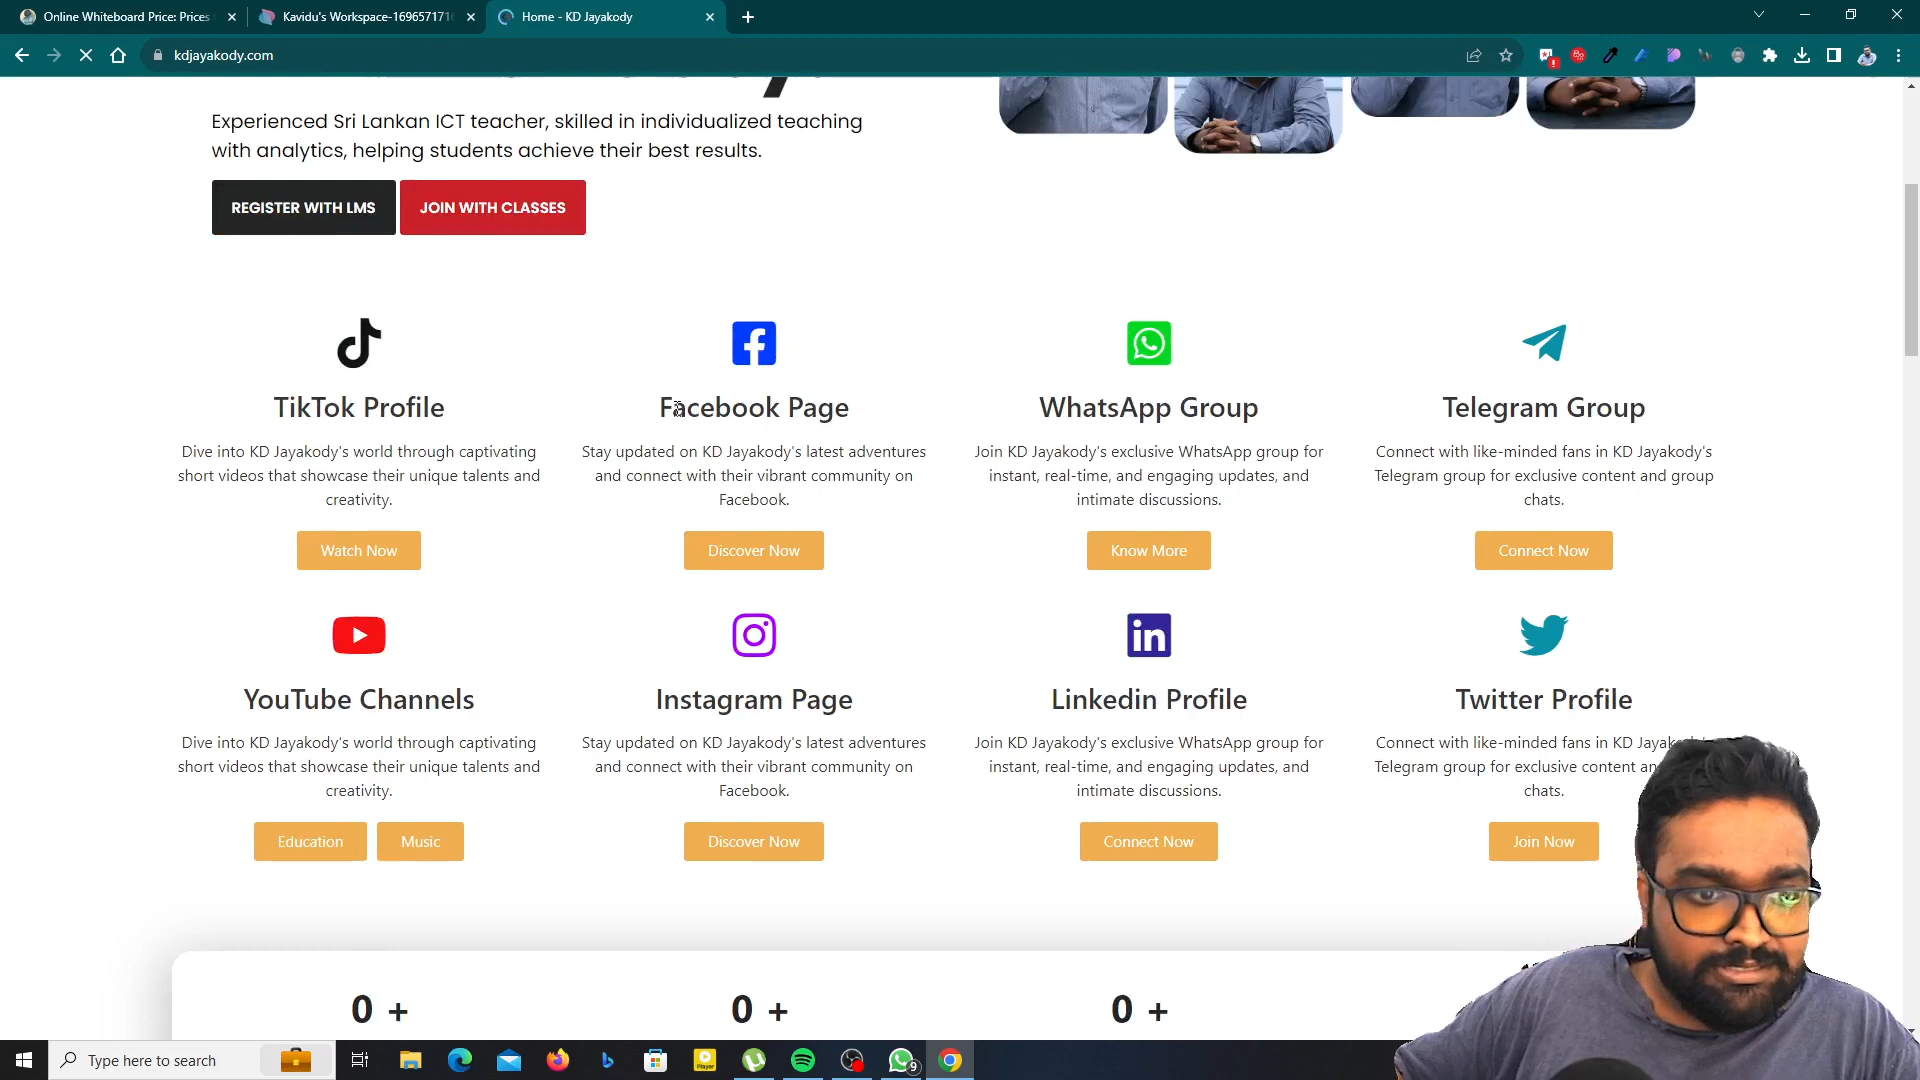 Online Whiteboard Price: Prices
Kavidu's Workspace-169657171
Home - KD Jayakody
kdjayakody.com
Experienced Sri Lankan ICT teacher, skilled in individualized teaching
with analytics, helping students achieve their best results.
REGISTER WITH LMS
JOIN WITH CLASSES
TikTok Profile
Facebook Page
WhatsApp Group
Telegram Group
Dive into KD Jayakody's world through captivating
short videos that showcase their unique talents and
creativity.
Stay updated on KD Jayakody's latest adventures
and connect with their vibrant community on
Facebook.
Join KD Jayakody's exclusive WhatsApp group for
instant, real-time, and engaging updates, and
intimate discussions.
Connect with like-minded fans in KD Jayakody's
Telegram group for exclusive content and group
chats.
Watch Now
Discover Now
Know More
Connect Now
YouTube Channels
Instagram Page
Linkedin Profile
Twitter Profile
Dive into KD Jayakody's world through captivating
short videos that showcase their unique talents and
creativity.
Stay updated on KD Jayakody's latest adventures
and connect with their vibrant community on
Facebook.
Join KD Jayakody's exclusive WhatsApp group for
instant, real-time, and engaging updates, and
intimate discussions.
Connect with like-minded fans in KD
Telegram group for exclusive content
chats.
Education
Music
Discover Now
Connect Now
Join Now
0 +
0 +
0 +
Type here to search
Player
9